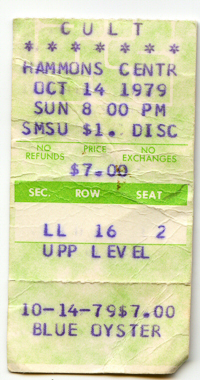 CULT
* * * * * * * *
HAMMONS CENTR
OCT 14 1979
SUN 8 00 PM
SMSU $1. DISC
NO REFUNDS PRICE NO EXCHANGES
$7.00
SEC. ROW SEAT
LL 16 2
UPP LEVEL
10-14-79$7.00
BLUE OYSTER